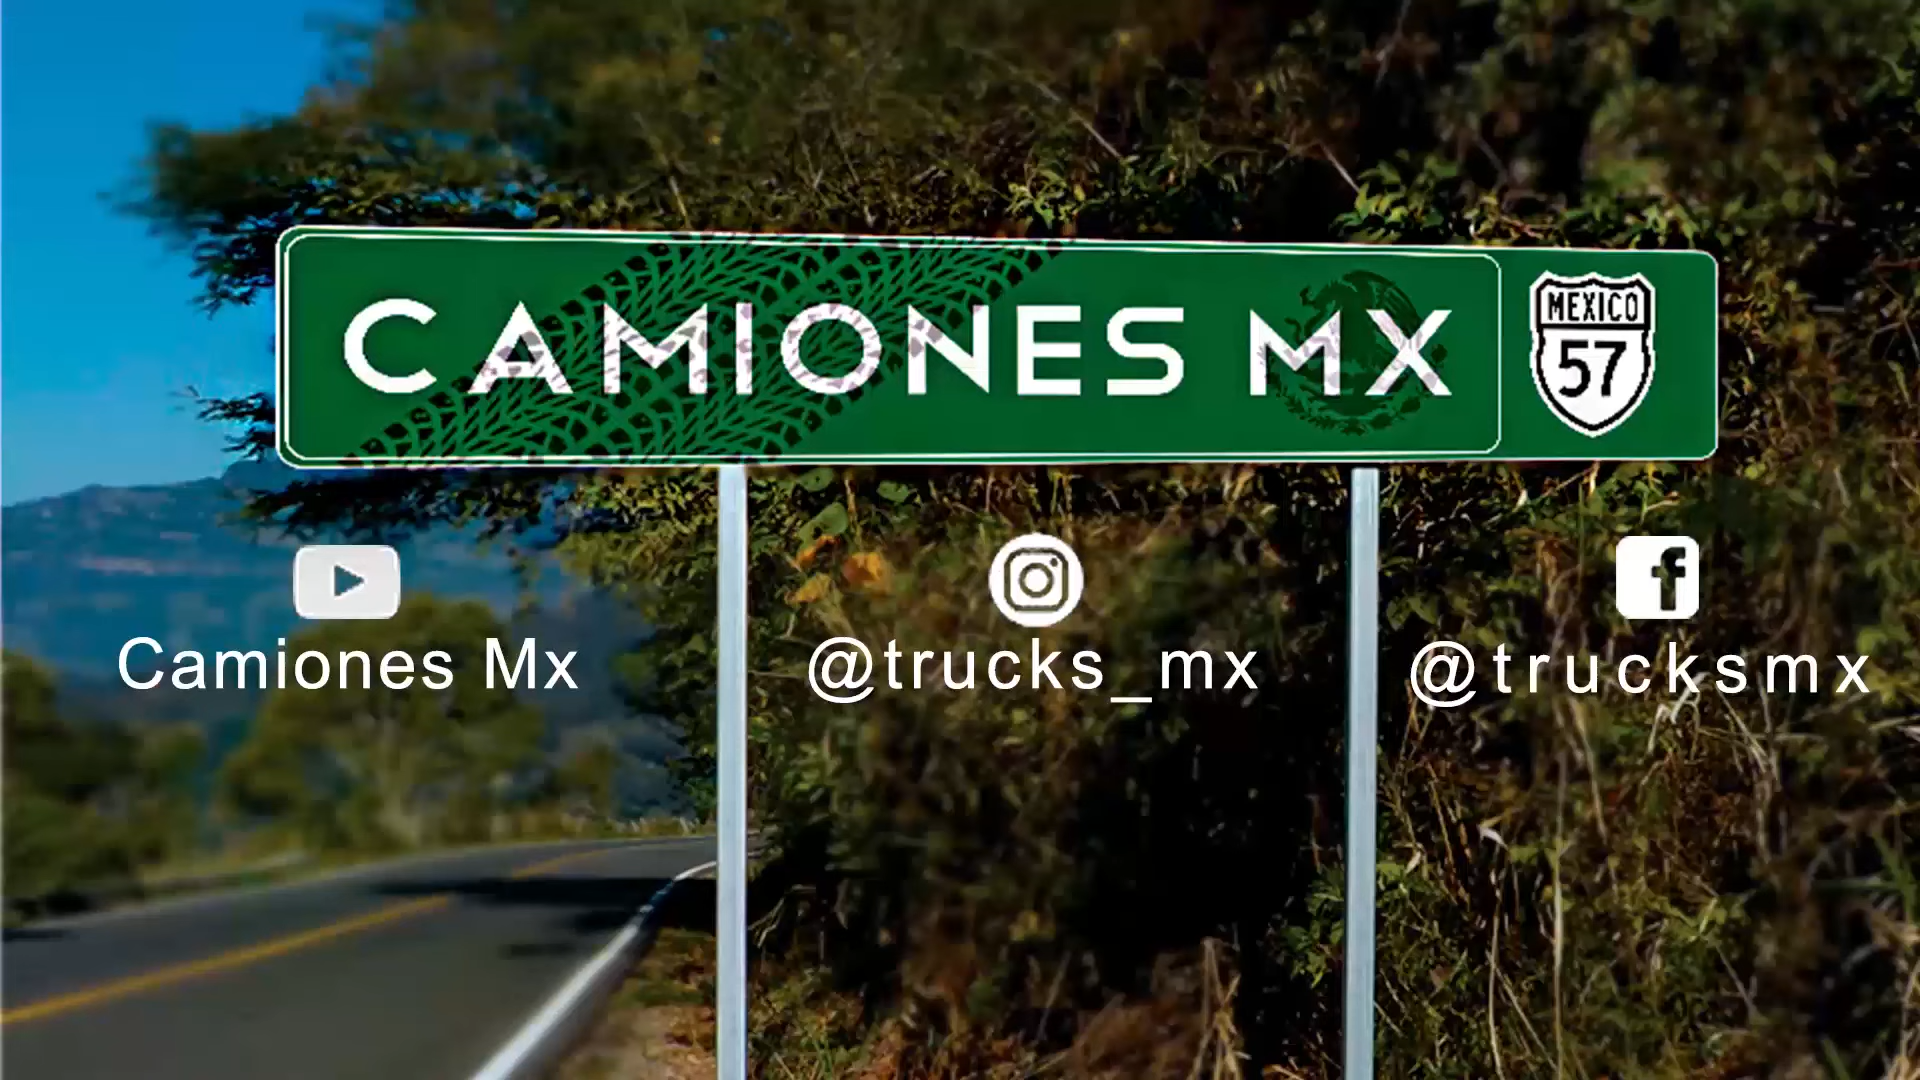 CAMIONES MX
MEXICO
57
Camiones Mx
@trucks_mx
@trucksmx